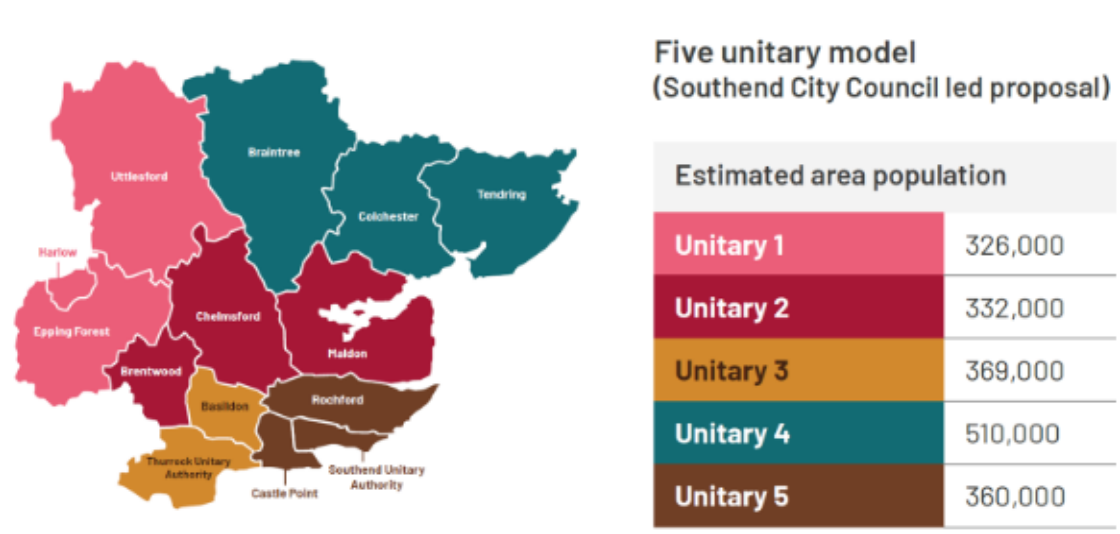 Five unitary model
(Southend City Council led proposal)
Estimated area population
Unitary 1 326,000
Unitary 2 332,000
Unitary 3 369,000
Unitary 4 510,000
Unitary 5 360,000
Uttlesford
Braintree
Colchester
Tendring
Harlow
Epping Forest
Chelmsford
Maldon
Brentwood
Basildon
Rochford
Thurrock Unitary
Authority
Castle Point
Southend Unitary
Authority